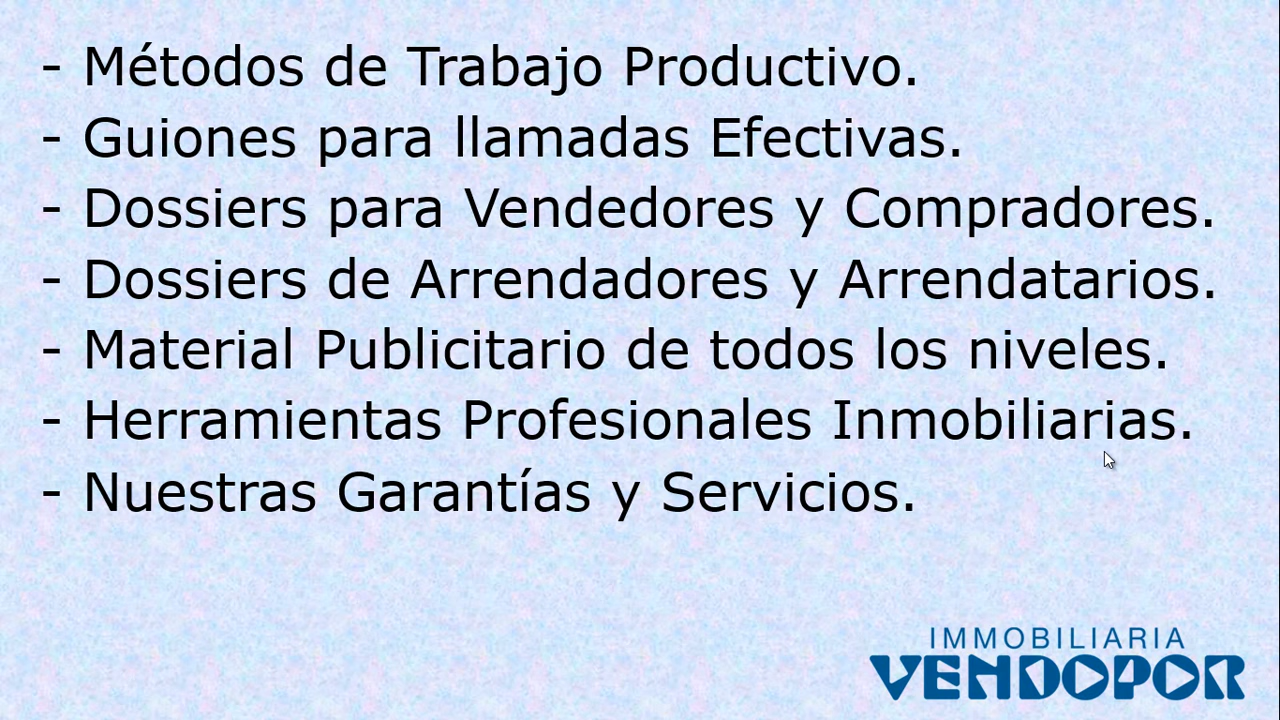 - Métodos de Trabajo Productivo.
- Guiones para llamadas Efectivas.
- Dossiers para Vendedores y Compradores.
- Dossiers de Arrendadores y Arrendatarios.
- Material Publicitario de todos los niveles.
- Herramientas Profesionales Inmobiliarias.
- Nuestras Garantías y Servicios.
IMMOBILIARIA
VENDOPOR